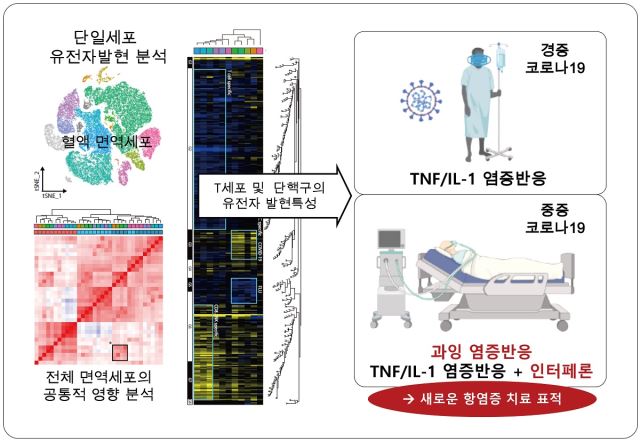 단일세포
유전자발현 분석
혈액 면역세포
tSNE_2
tSNE_1
전체 면역세포의
공통적 영향 분석
T cell-specific
T세포 및 단핵구의
유전자 발현특성
COVID-19
FLU
경증
코로나19
TNF/IL-1 염증반응
중증
코로나19
과잉 염증반응
TNF/IL-1 염증반응 + 인터페론
→ 새로운 항염증 치료 표적